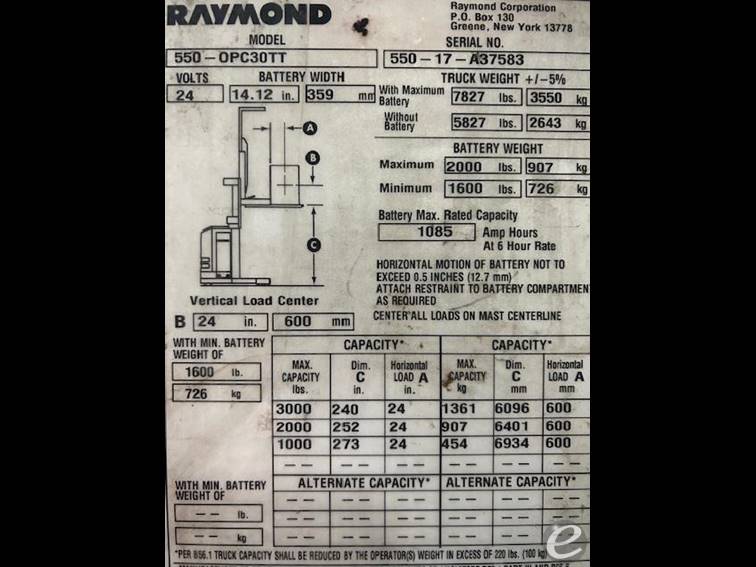 RAYMOND
Raymond Corporation
P.O. Box 130
Greene, New York 13778
MODEL
550-OPC30TT
SERIAL NO.
550-17-A37583
VOLTS
24
BATTERY WIDTH
14.12 in. 359 mm
TRUCK WEIGHT +/-5%
With Maximum Battery 7827 lbs. 3550 kg
Without Battery 5827 lbs. 2643 kg
BATTERY WEIGHT
Maximum 2000 lbs. 907 kg
Minimum 1600 lbs. 726 kg
Battery Max. Rated Capacity
1085 Amp Hours
At 6 Hour Rate
HORIZONTAL MOTION OF BATTERY NOT TO
EXCEED 0.5 INCHES (12.7 mm)
ATTACH RESTRAINT TO BATTERY COMPARTMENT
AS REQUIRED
CENTER ALL LOADS ON MAST CENTERLINE
A
B
C
Vertical Load Center
B 24 in. 600 mm
WITH MIN. BATTERY
WEIGHT OF
1600 lb.
726 kg
CAPACITY* CAPACITY*
MAX. CAPACITY lbs. Dim. C in. Horizontal LOAD A in. MAX. CAPACITY kg Dim. C mm Horizontal LOAD A mm
3000 240 24 1361 6096 600
2000 252 24 907 6401 600
1000 273 24 454 6934 600
-- -- -- -- -- --
WITH MIN. BATTERY
WEIGHT OF
-- lb.
-- kg
ALTERNATE CAPACITY* ALTERNATE CAPACITY*
-- -- -- -- -- --
-- -- -- -- -- --
-- -- -- -- --
*PER B56.1 TRUCK CAPACITY SHALL BE REDUCED BY THE OPERATOR(S) WEIGHT IN EXCESS OF 220 lbs. (100 kg)
e